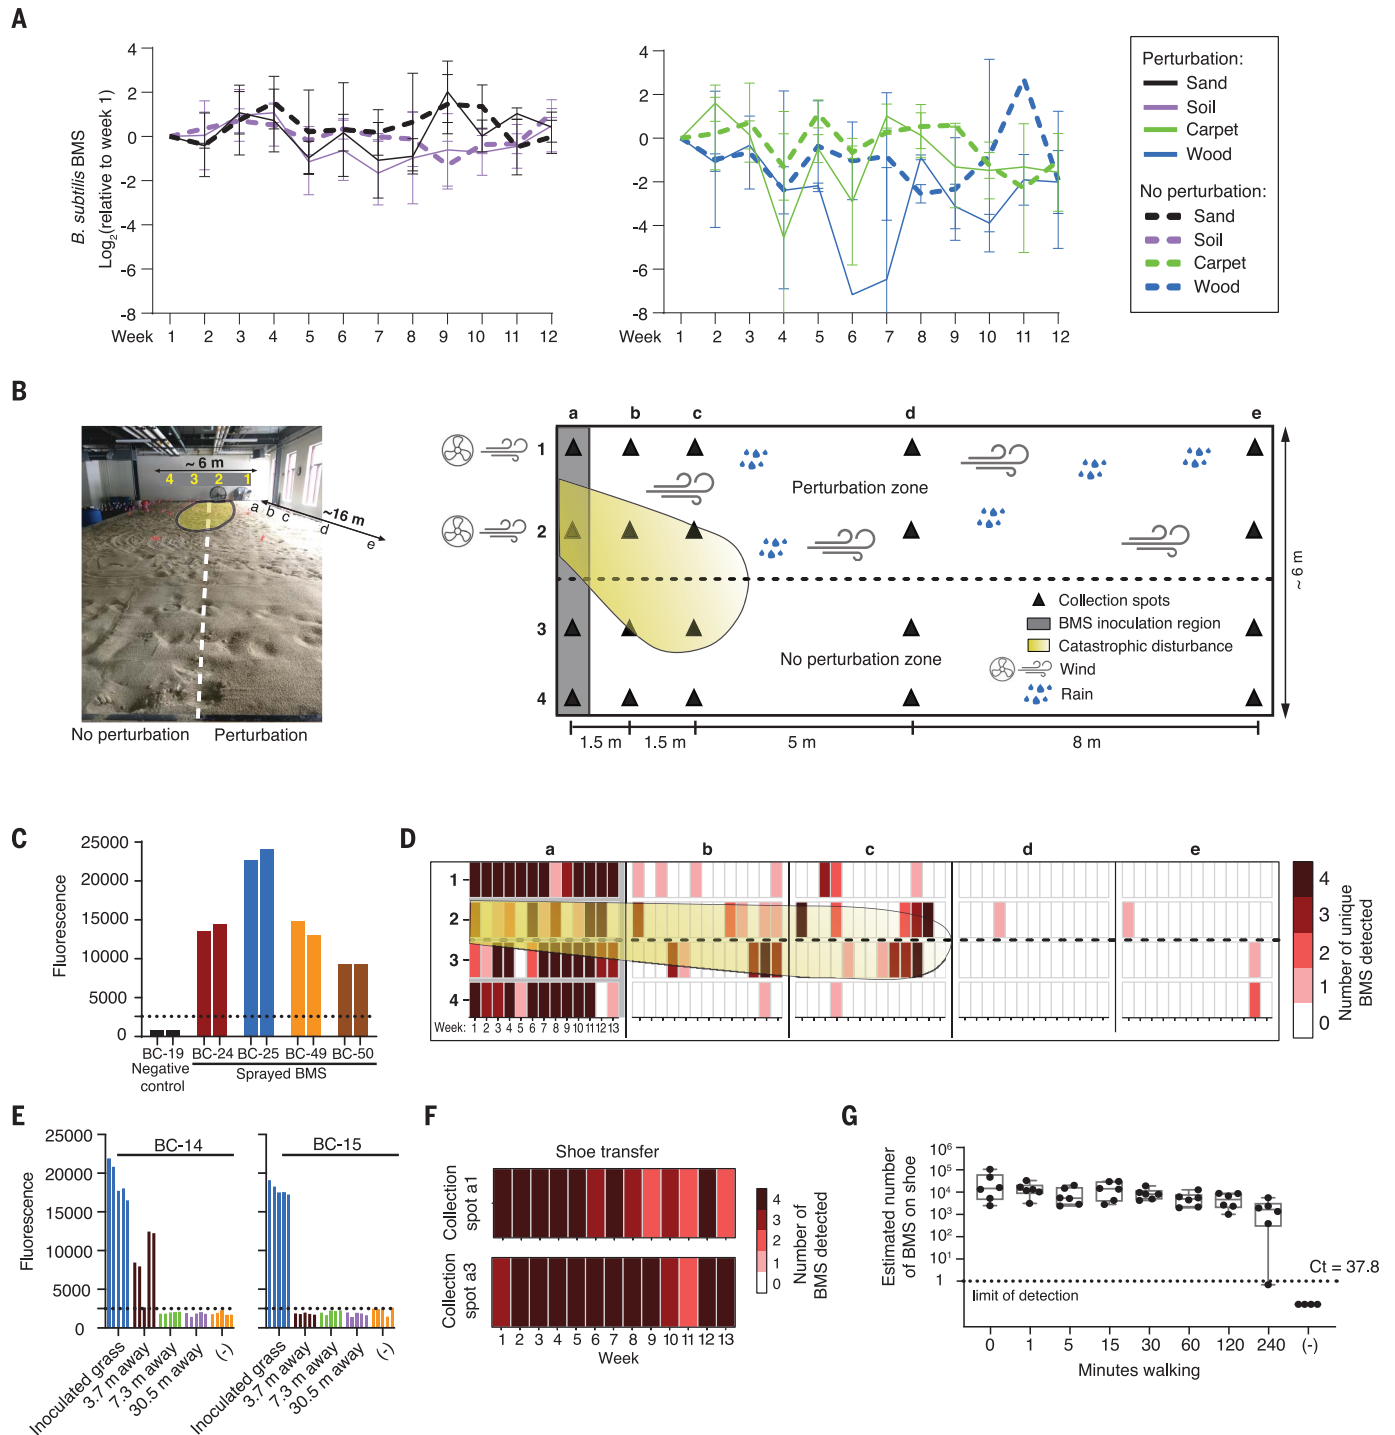 A
B. subtilis BMS
Log2(relative to week 1)
4
2
0
-2
-4
-6
-8
Week 1 2 3 4 5 6 7 8 9 10 11 12
4
2
0
-2
-4
-6
-8
Week 1 2 3 4 5 6 7 8 9 10 11 12
Perturbation:
Sand
Soil
Carpet
Wood
No perturbation:
Sand
Soil
Carpet
Wood
B
~ 6 m
4 3 2 1
a b c d e
~16 m
No perturbation Perturbation
a b c d e
1
2
3
4
Perturbation zone
No perturbation zone
Collection spots
BMS inoculation region
Catastrophic disturbance
Wind
Rain
~ 6 m
1.5 m 1.5 m 5 m 8 m
C
Fluorescence
25000
20000
15000
10000
5000
0
BC-19 BC-24 BC-25 BC-49 BC-50
Negative control
Sprayed BMS
D
a b c d e
1
2
3
4
Week: 1 2 3 4 5 6 7 8 9 10 11 12 13
4
3
2
1
0
Number of unique
BMS detected
E
Fluorescence
25000
20000
15000
10000
5000
0
BC-14
BC-15
Inoculated grass
3.7 m away
7.3 m away
30.5 m away
(-)
Inoculated grass
3.7 m away
7.3 m away
30.5 m away
(-)
F
Shoe transfer
Collection
spot a1
Collection
spot a3
1 2 3 4 5 6 7 8 9 10 11 12 13
Week
4
3
2
1
0
Number of
BMS detected
G
Estimated number
of BMS on shoe
10^6
10^5
10^4
10^3
10^2
10^1
1
limit of detection
Ct = 37.8
0 1 5 15 30 60 120 240 (-)
Minutes walking